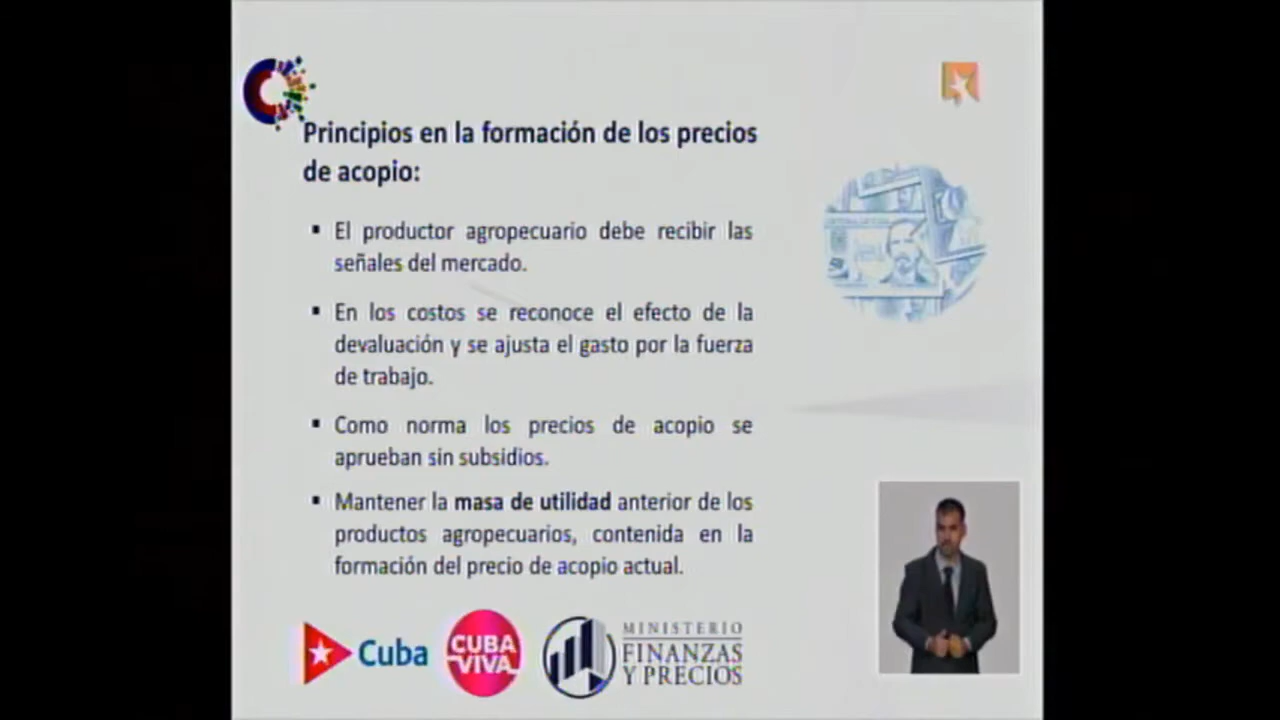 Principios en la formación de los precios
de acopio:
▪ El productor agropecuario debe recibir las
señales del mercado.
▪ En los costos se reconoce el efecto de la
devaluación y se ajusta el gasto por la fuerza
de trabajo.
▪ Como norma los precios de acopio se
aprueban sin subsidios.
▪ Mantener la masa de utilidad anterior de los
productos agropecuarios, contenida en la
formación del precio de acopio actual.
Cuba
CUBA
VIVA
MINISTERIO
FINANZAS
Y PRECIOS